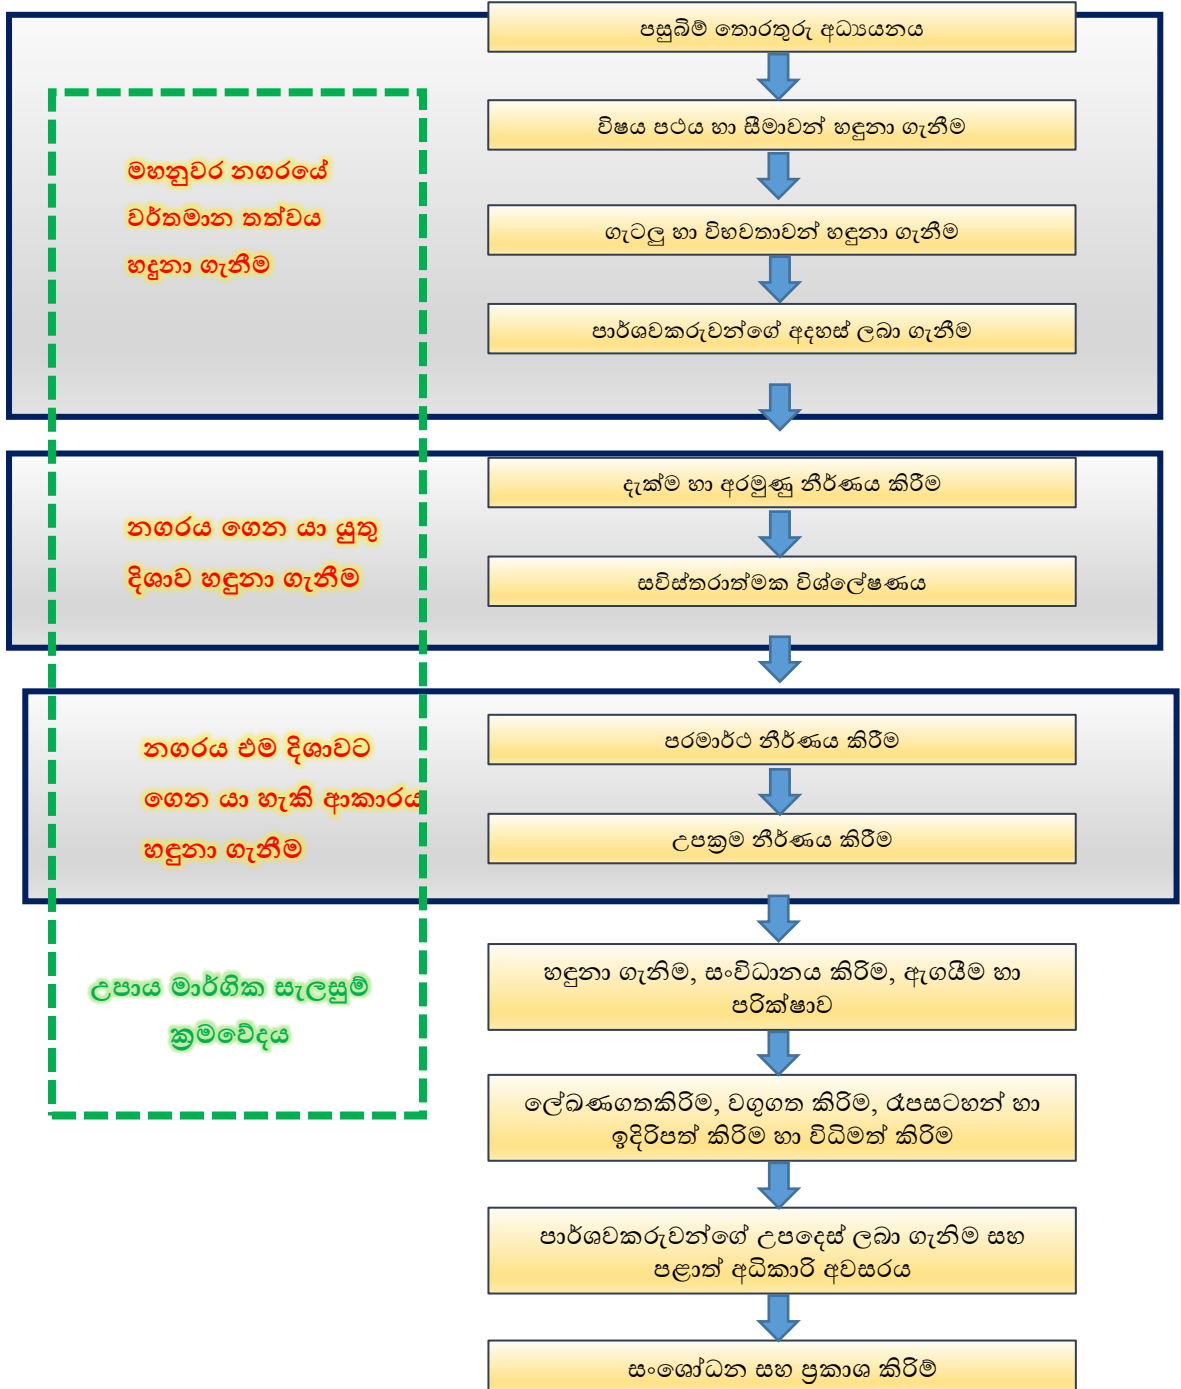 පසුබිම් තොරතුරු අධ්‍යයනය
විෂය පථය හා සීමාවන් හඳුනා ගැනීම
මහනුවර නගරයේ
වර්තමාන තත්වය
හදුනා ගැනීම
ගැටලු හා විභවතාවන් හඳුනා ගැනීම
පාර්ශවකරුවන්ගේ අදහස් ලබා ගැනීම
දැක්ම හා අරමුණු නීර්ණය කිරීම
නගරය ගෙන යා යුතු
දිශාව හඳුනා ගැනීම
සවිස්තරාත්මක විශ්ලේෂණය
නගරය එම දිශාවට
ගෙන යා හැකි ආකාරය
හඳුනා ගැනීම
පරමාර්ථ නීර්ණය කිරීම
උපක්‍රම නීර්ණය කිරීම
උපාය මාර්ගික සැලසුම්
ක්‍රමවේදය
හඳුනා ගැනිම, සංවිධානය කිරිම, ඇගයීම හා
පරික්ෂාව
ලේඛණගතකිරිම, වගුගත කිරිම, රෑපසටහන් හා
ඉදිරිපත් කිරිම හා විධිමත් කිරිම
පාර්ශවකරුවන්ගේ උපදෙස් ලබා ගැනිම සහ
පළාත් අධිකාරි අවසරය
සංශෝධන සහ ප්‍රකාශ කිරිම්